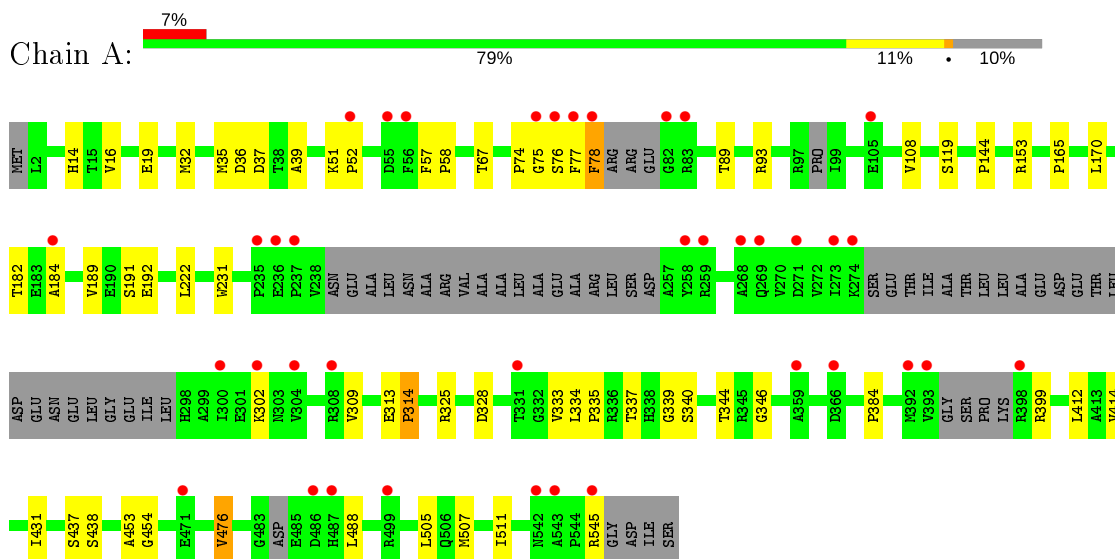 7%
Chain A:
79% 11% • 10%
MET L2 H14 T15 V16 E19 M32 M35 D36 D37 T38 A39 K51 P52 D55 F56 F57 P58 T67 P74 G75 S76 F77 F78 ARG ARG GLU G82 R83 T89 R93 R97 PRO I99 E105 V108 S119 P144 R153 P165 L170
T182 E183 A184 V189 E190 S191 E192 L222 W231 P235 E236 P237 V238 ASN GLU ALA LEU ASN ALA ARG VAL ALA ALA LEU ALA GLU ALA ARG LEU SER ASP A257 Y258 R259 A268 Q269 V270 D271 V272 I273 K274 SER GLU THR ILE ALA THR LEU LEU ALA GLU ASP GLU THR LEU
ASP GLU ASN GLU LEU GLY GLU ILE LEU H298 A299 I300 E301 K302 N303 V304 R308 V309 E313 P314 R325 D328 T331 G332 V333 L334 P335 R336 T337 H338 G339 S340 T344 R345 G346 A359 D366 P384 M392 V393 GLY SER PRO LYS R398 R399 L412 A413 V414
I431 S437 S438 A453 G454 E471 V476 G483 ASP E485 D486 H487 L488 R499 L505 Q506 M507 I511 N542 A543 P544 R545 GLY ASP ILE SER